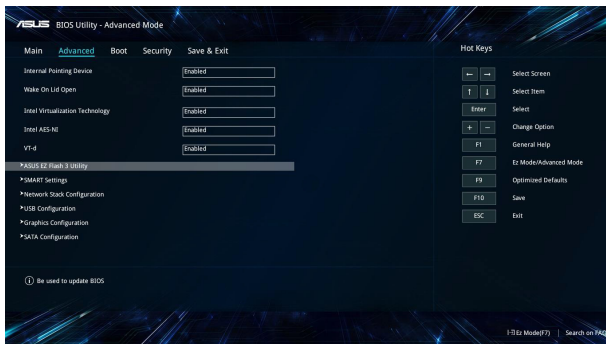 ASUS BIOS Utility - Advanced Mode
Main Advanced Boot Security Save & Exit
Internal Pointing Device Enabled
Wake On Lid Open Enabled
Intel Virtualization Technology Enabled
Intel AES-NI Enabled
VT-d Enabled
ASUS EZ Flash 3 Utility
SMART Settings
Network Stack Configuration
USB Configuration
Graphics Configuration
SATA Configuration
Be used to update BIOS
Hot Keys
← → Select Screen
↑ ↓ Select Item
Enter Select
+ − Change Option
F1 General Help
F7 Ez Mode/Advanced Mode
F9 Optimized Defaults
F10 Save
ESC Exit
Ez Mode(F7) | Search on FAQ